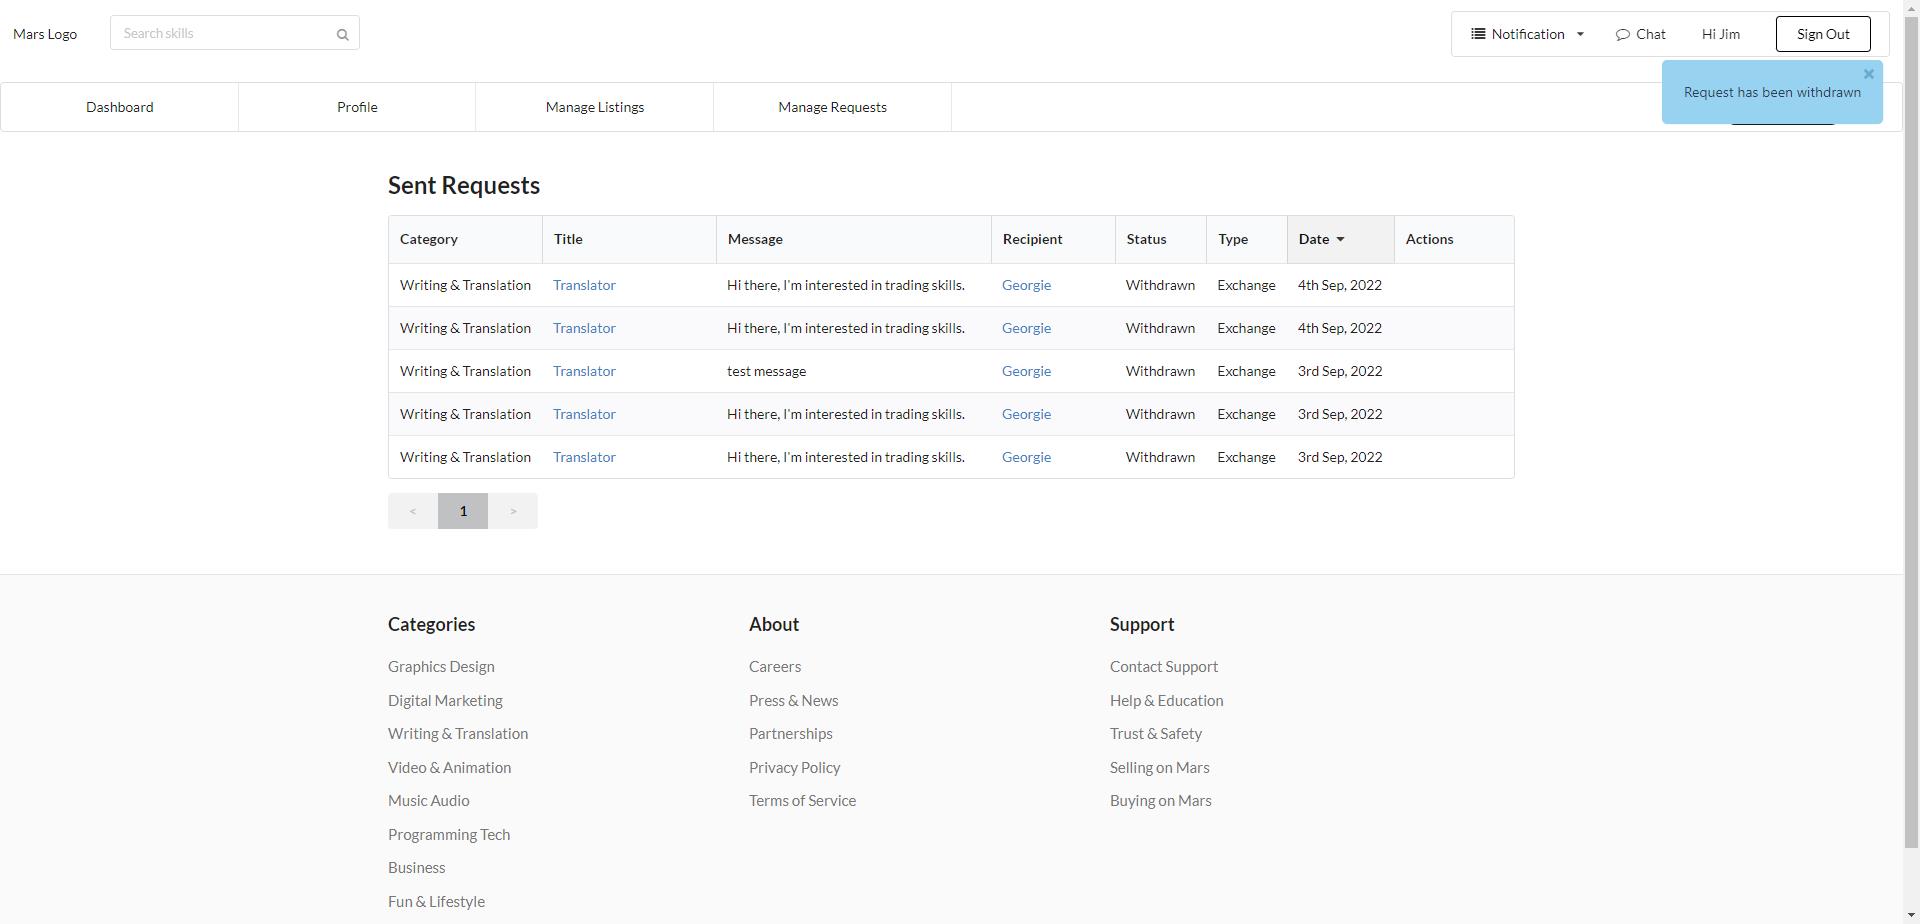 Mars Logo
Search skills
Notification
Chat
Hi Jim
Sign Out
Request has been withdrawn
Dashboard
Profile
Manage Listings
Manage Requests
Sent Requests
Category Title Message Recipient Status Type Date Actions
Writing & Translation Translator Hi there, I'm interested in trading skills. Georgie Withdrawn Exchange 4th Sep, 2022
Writing & Translation Translator Hi there, I'm interested in trading skills. Georgie Withdrawn Exchange 4th Sep, 2022
Writing & Translation Translator test message Georgie Withdrawn Exchange 3rd Sep, 2022
Writing & Translation Translator Hi there, I'm interested in trading skills. Georgie Withdrawn Exchange 3rd Sep, 2022
Writing & Translation Translator Hi there, I'm interested in trading skills. Georgie Withdrawn Exchange 3rd Sep, 2022
< 1 >
Categories
Graphics Design
Digital Marketing
Writing & Translation
Video & Animation
Music Audio
Programming Tech
Business
Fun & Lifestyle
About
Careers
Press & News
Partnerships
Privacy Policy
Terms of Service
Support
Contact Support
Help & Education
Trust & Safety
Selling on Mars
Buying on Mars